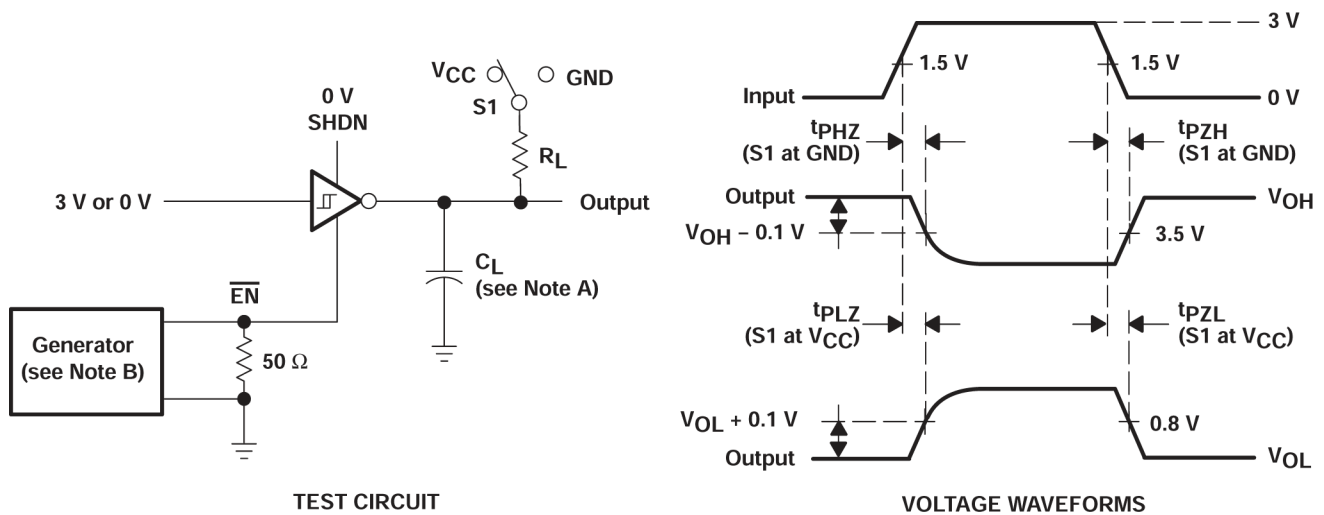 VCC
GND
S1
0 V
SHDN
RL
3 V or 0 V
Output
CL
(see Note A)
EN
Generator
(see Note B)
50 Ω
TEST CIRCUIT
3 V
1.5 V
1.5 V
Input
0 V
tPHZ
(S1 at GND)
tPZH
(S1 at GND)
Output
VOH
VOH – 0.1 V
3.5 V
tPLZ
(S1 at VCC)
tPZL
(S1 at VCC)
VOL + 0.1 V
0.8 V
Output
VOL
VOLTAGE WAVEFORMS